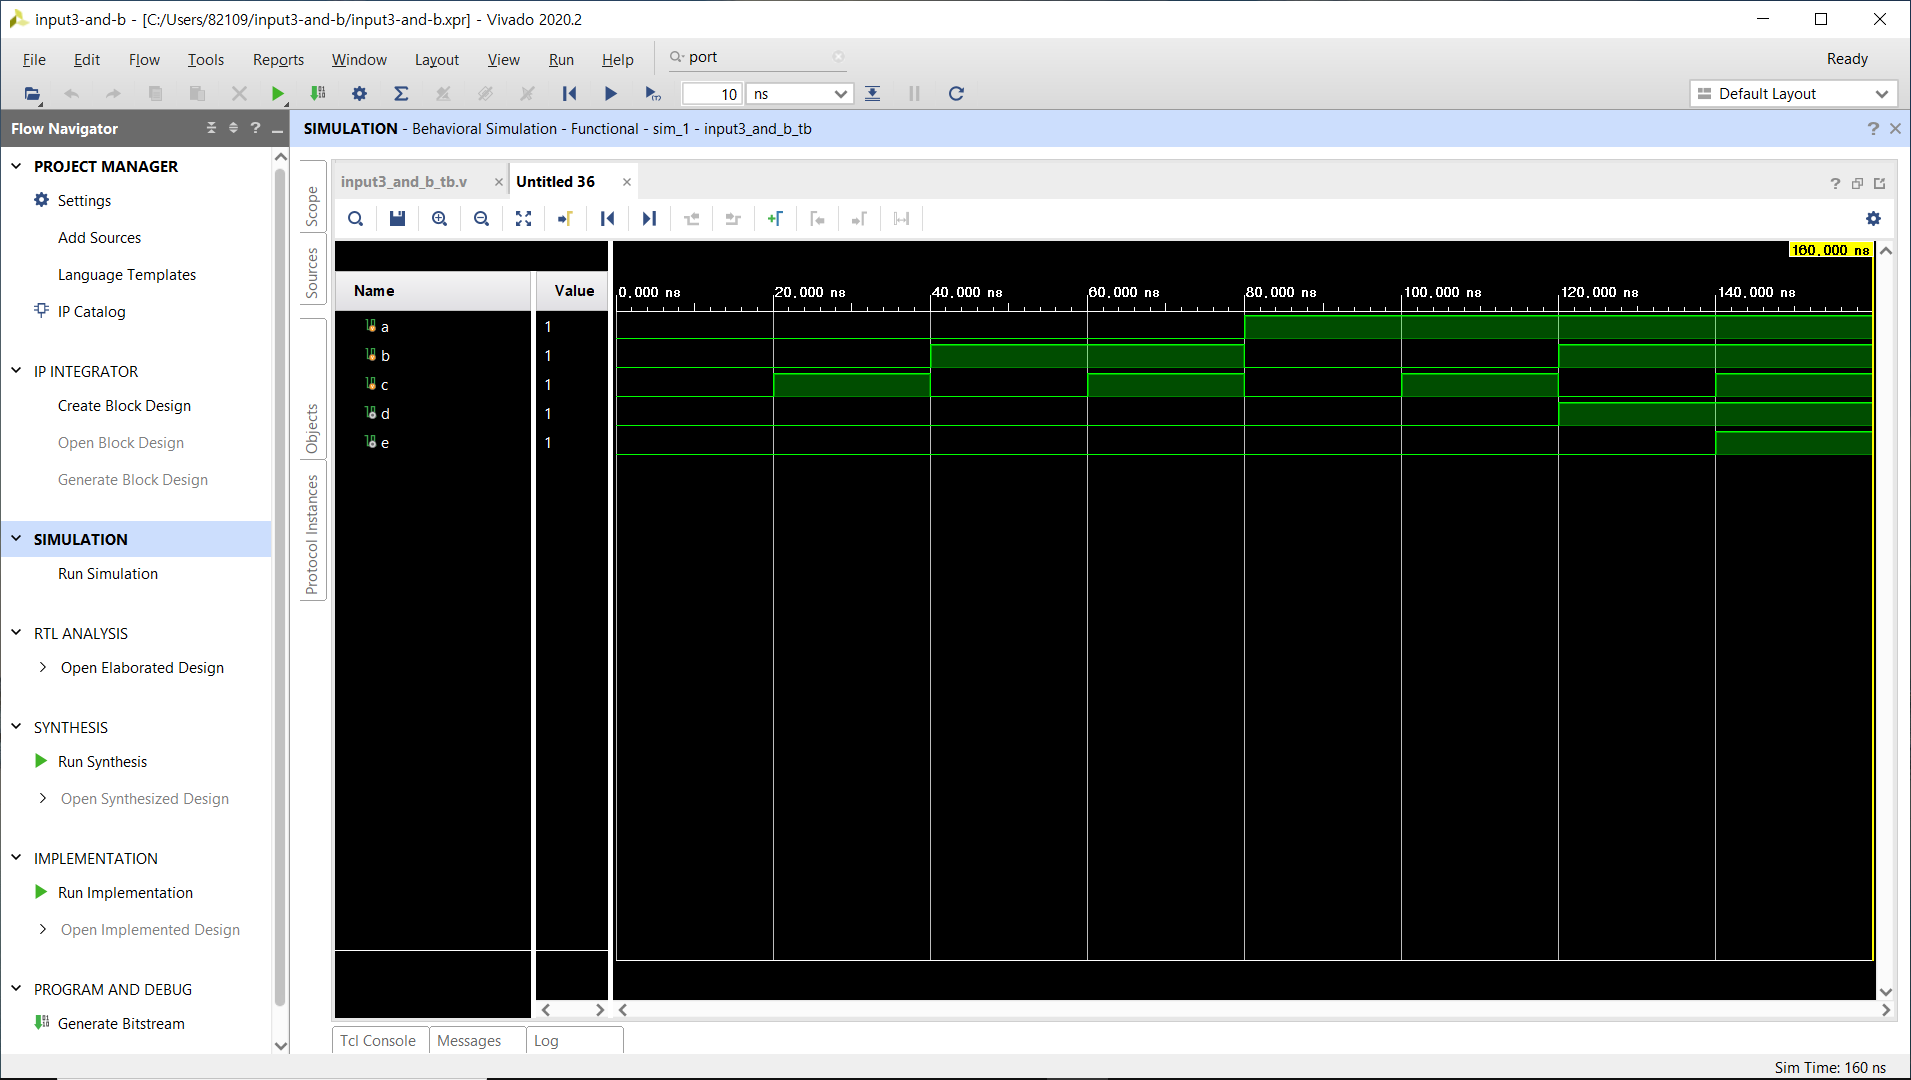 input3-and-b - [C:/Users/82109/input3-and-b/input3-and-b.xpr] - Vivado 2020.2
File Edit Flow Tools Reports Window Layout View Run Help port Ready
10 ns Default Layout
Flow Navigator
SIMULATION - Behavioral Simulation - Functional - sim_1 - input3_and_b_tb
PROJECT MANAGER
Settings
Add Sources
Language Templates
IP Catalog
IP INTEGRATOR
Create Block Design
Open Block Design
Generate Block Design
SIMULATION
Run Simulation
RTL ANALYSIS
Open Elaborated Design
SYNTHESIS
Run Synthesis
Open Synthesized Design
IMPLEMENTATION
Run Implementation
Open Implemented Design
PROGRAM AND DEBUG
Generate Bitstream
Scope
Sources
Objects
Protocol Instances
input3_and_b_tb.v Untitled 36
160.000 ns
Name Value
0.000 ns 20.000 ns 40.000 ns 60.000 ns 80.000 ns 100.000 ns 120.000 ns 140.000 ns
a 1
b 1
c 1
d 1
e 1
Tcl Console Messages Log
Sim Time: 160 ns